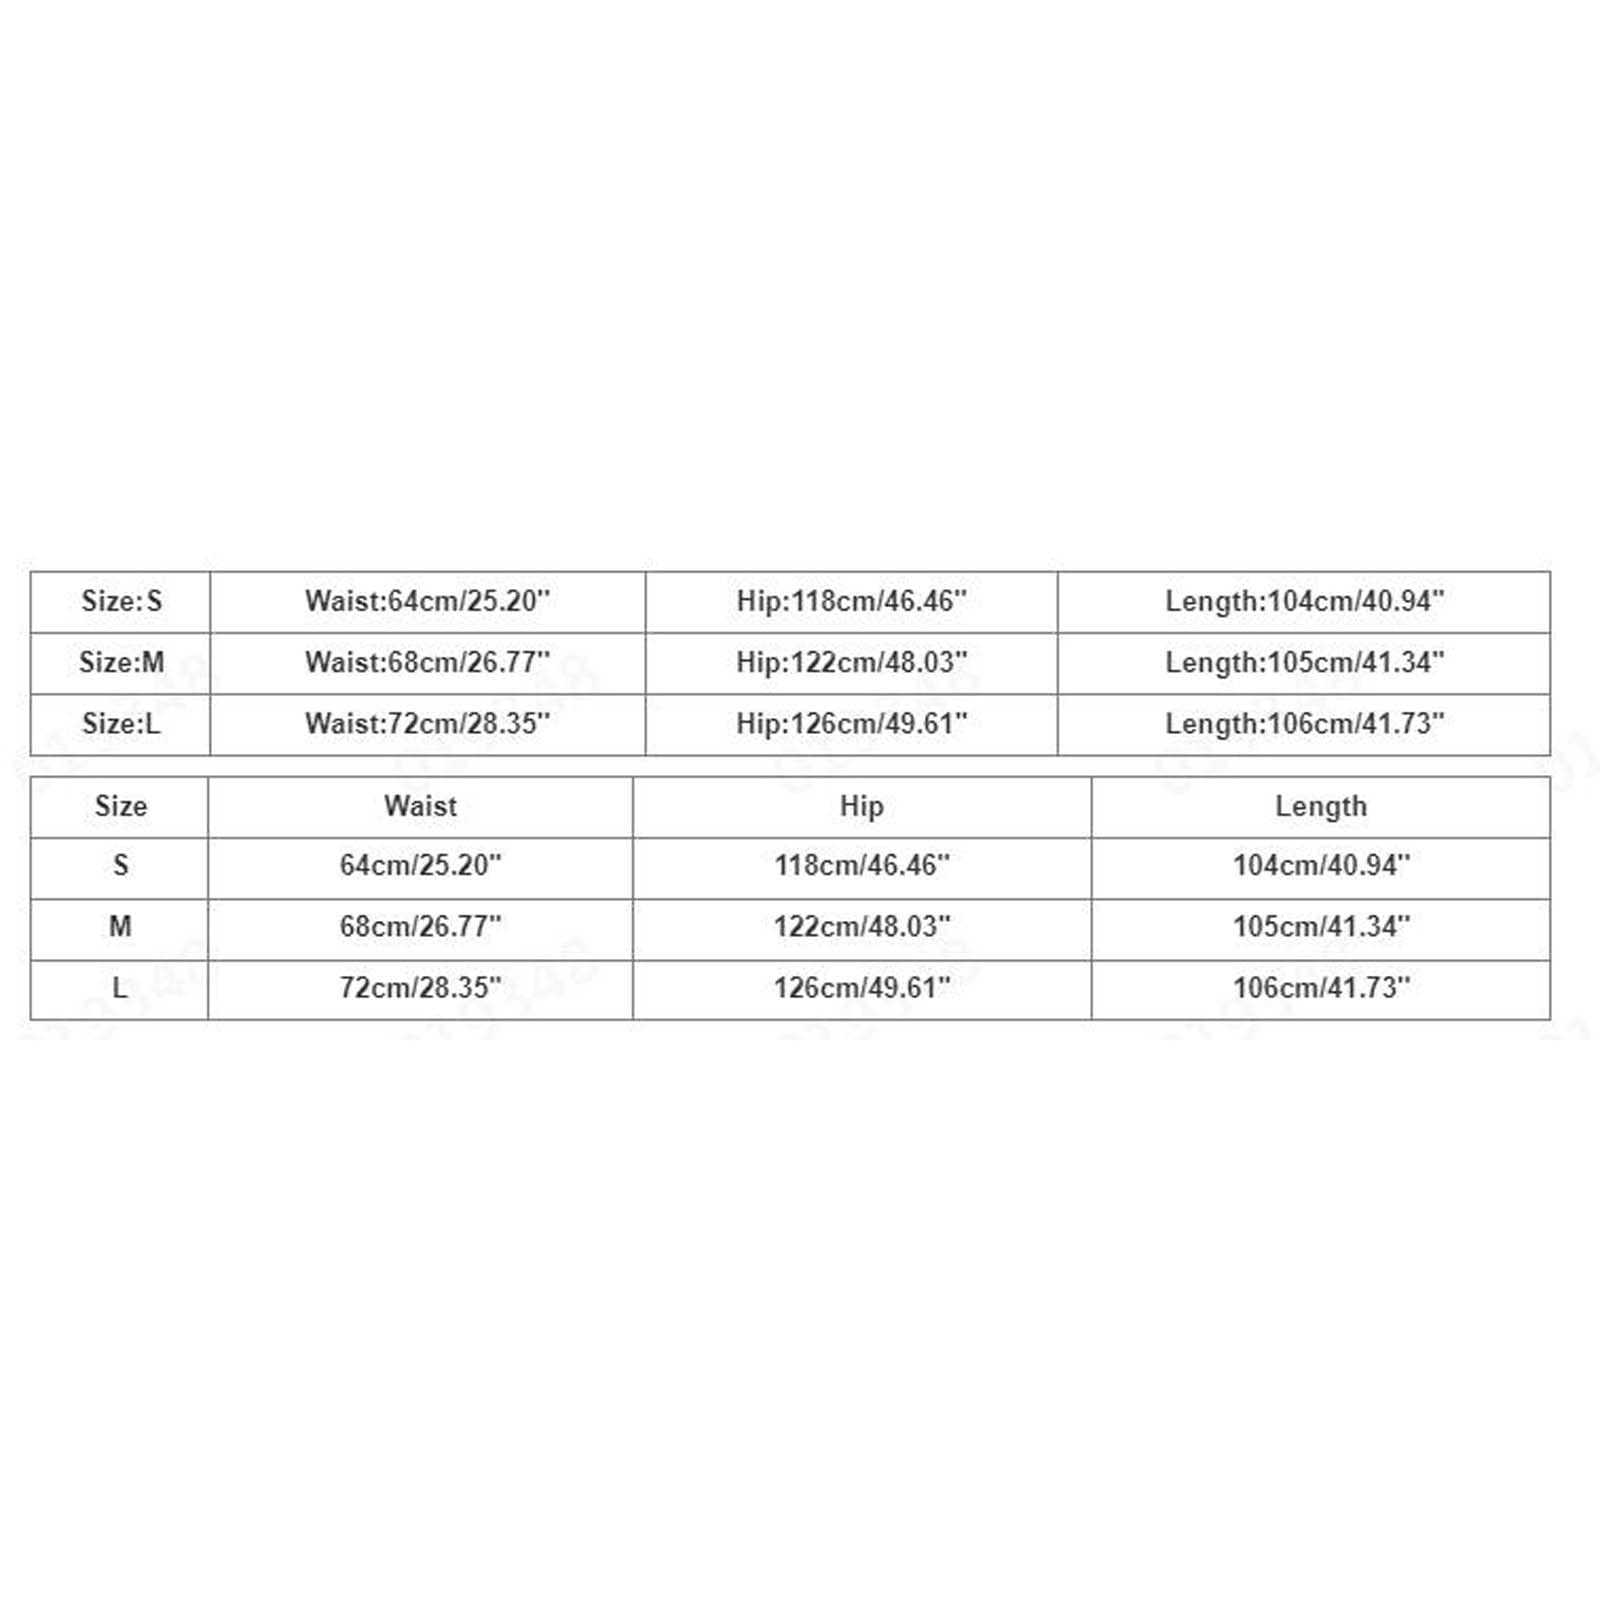 Size:S Waist:64cm/25.20" Hip:118cm/46.46" Length:104cm/40.94"
Size:M Waist:68cm/26.77" Hip:122cm/48.03" Length:105cm/41.34"
Size:L Waist:72cm/28.35" Hip:126cm/49.61" Length:106cm/41.73"
Size Waist Hip Length
S 64cm/25.20" 118cm/46.46" 104cm/40.94"
M 68cm/26.77" 122cm/48.03" 105cm/41.34"
L 72cm/28.35" 126cm/49.61" 106cm/41.73"